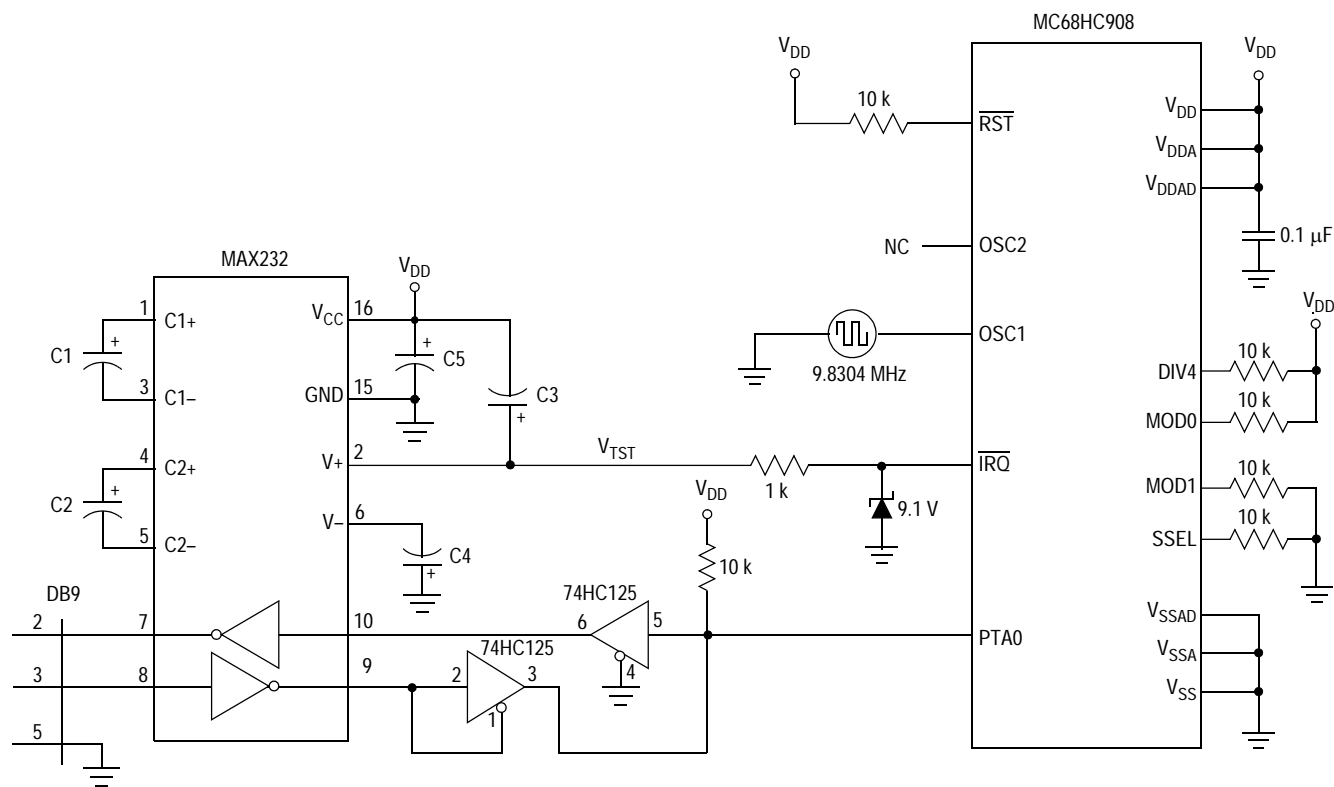 MC68HC908
VDD
VDD
10 k
RST
VDD
VDDA
VDDAD
0.1 µF
NC
OSC2
MAX232
VDD
1
C1+
VCC
16
C1
+
+
C5
3
C1–
GND
15
C3
+
9.8304 MHz
OSC1
VDD
DIV4
10 k
MOD0
10 k
4
C2+
V+
2
VTST
1 k
IRQ
9.1 V
C2
+
5
C2–
V–
6
C4
+
VDD
10 k
MOD1
10 k
SSEL
10 k
DB9
74HC125
2
7
10
6
5
4
PTA0
VSSAD
VSSA
VSS
74HC125
3
8
9
2
3
1
5